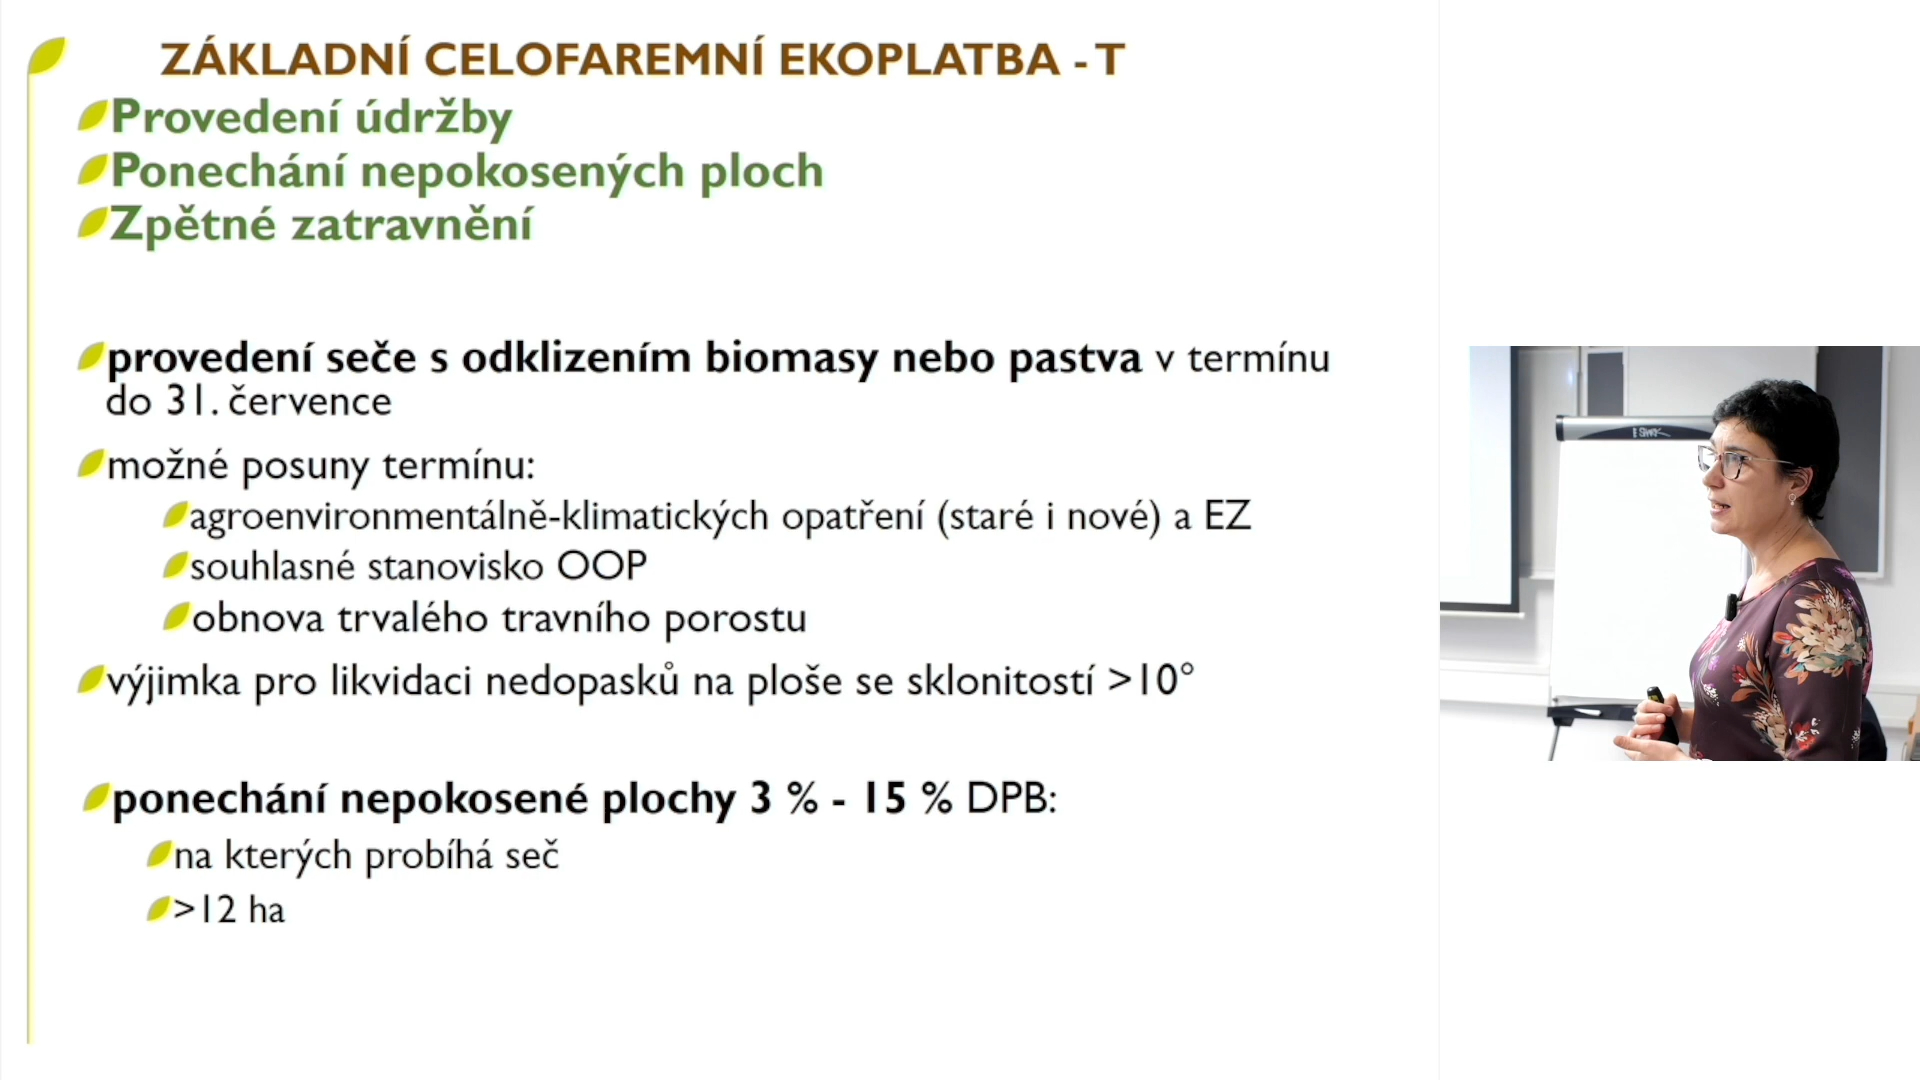 ZÁKLADNÍ CELOFAREMNÍ EKOPLATBA - T
Provedení údržby
Ponechání nepokosených ploch
Zpětné zatravnění
provedení seče s odklizením biomasy nebo pastva v termínu
do 31. července
možné posuny termínu:
agroenvironmentálně-klimatických opatření (staré i nové) a EZ
souhlasné stanovisko OOP
obnova trvalého travního porostu
výjimka pro likvidaci nedopasků na ploše se sklonitostí >10°
ponechání nepokosené plochy 3 % - 15 % DPB:
na kterých probíhá seč
>12 ha